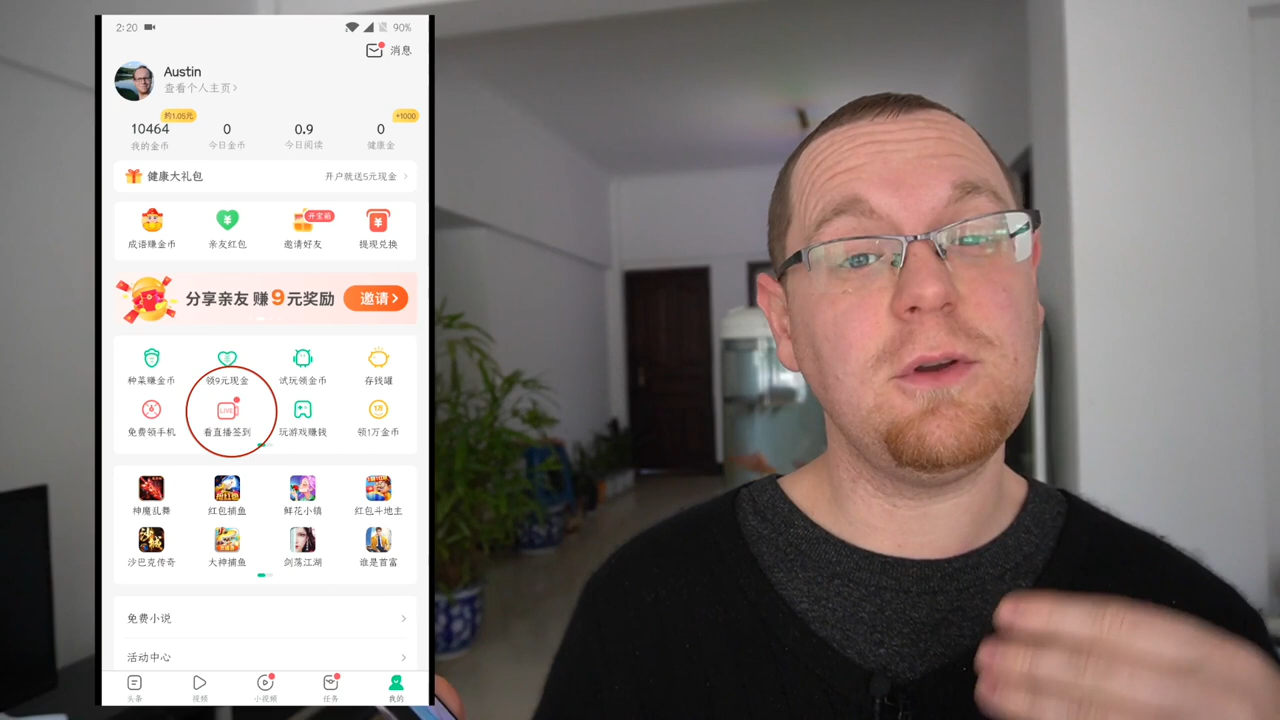 2:20 90%
消息
Austin
查看个人主页
约1.05元 +1000
10464 0 0.9 0
我的金币 今日金币 今日阅读 健康金
健康大礼包 开户就送5元现金
开宝箱
成语赚金币 亲友红包 邀请好友 提现兑换
分享亲友 赚9元奖励 邀请
种菜赚金币 领9元现金 试玩领金币 存钱罐
LIVE
免费领手机 看直播签到 玩游戏赚钱 领1万金币
神魔乱舞 红包捕鱼 鲜花小镇 红包斗地主
沙巴克传奇 大神捕鱼 剑落江湖 谁是首富
免费小说
活动中心
头条 视频 小视频 任务 我的